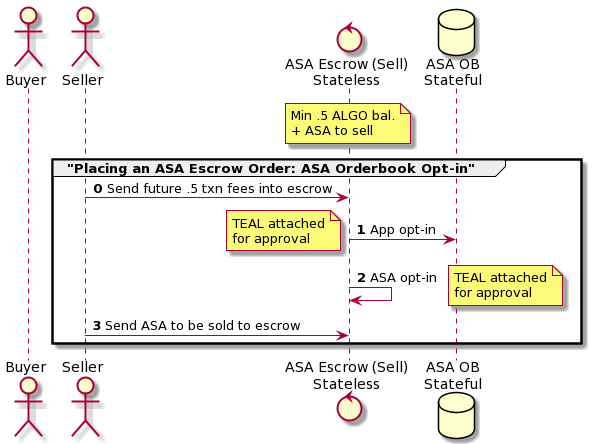 Buyer
Seller
ASA Escrow (Sell)
Stateless
ASA OB
Stateful
Min .5 ALGO bal.
+ ASA to sell
"Placing an ASA Escrow Order: ASA Orderbook Opt-in"
0 Send future .5 txn fees into escrow
TEAL attached
for approval
1 App opt-in
2 ASA opt-in
TEAL attached
for approval
3 Send ASA to be sold to escrow
Buyer
Seller
ASA Escrow (Sell)
Stateless
ASA OB
Stateful